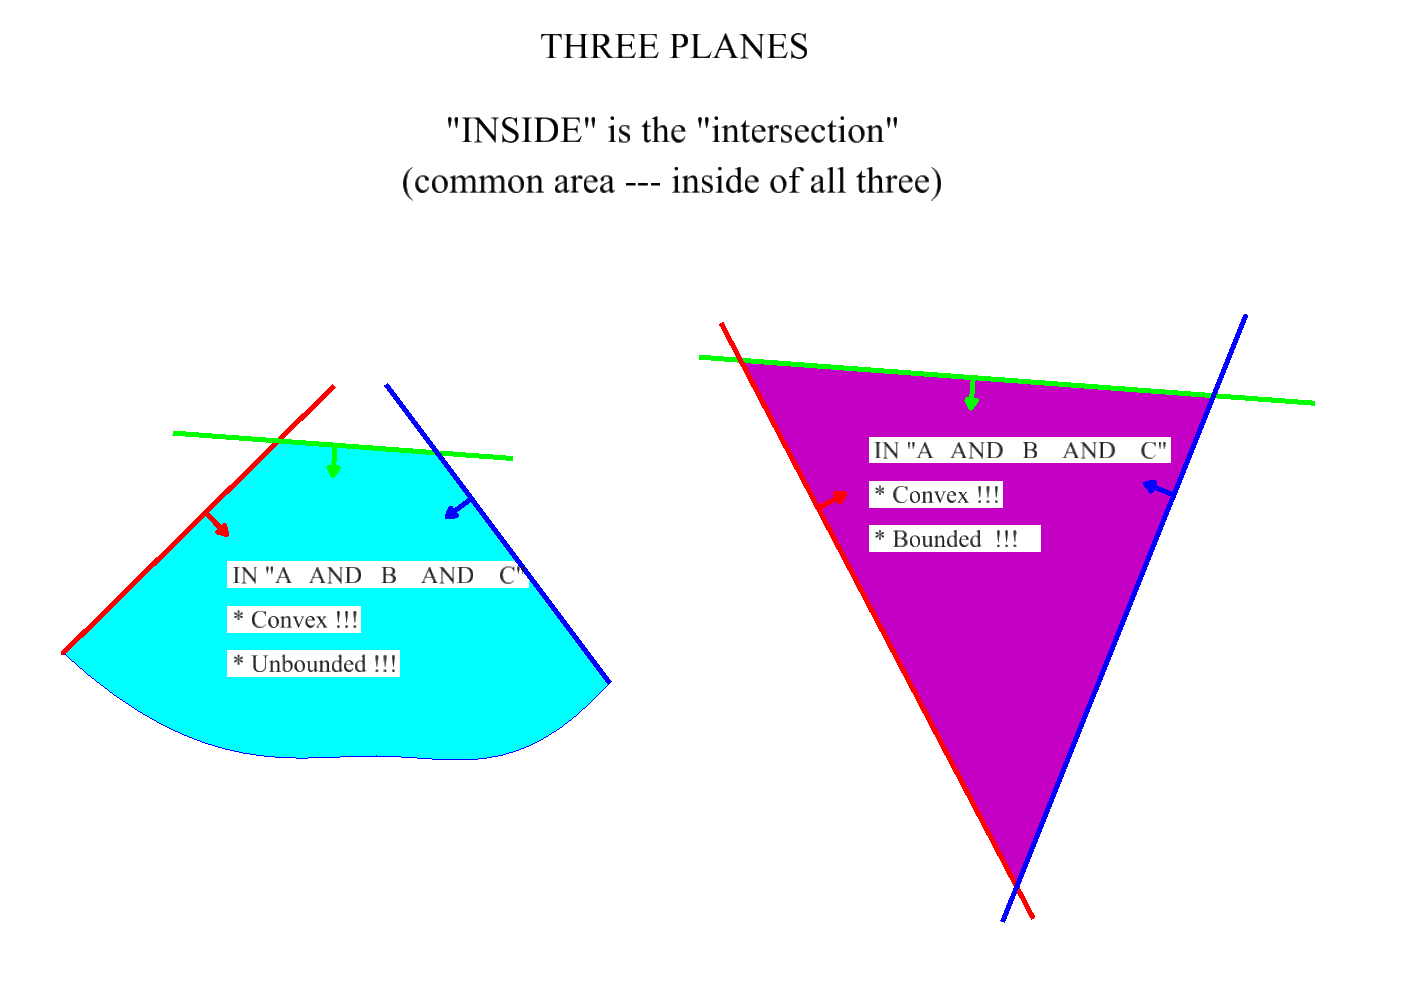 THREE PLANES
"INSIDE" is the "intersection"
(common area --- inside of all three)
IN "A AND B AND C"
* Convex !!!
* Unbounded !!!
IN "A AND B AND C"
* Convex !!!
* Bounded !!!